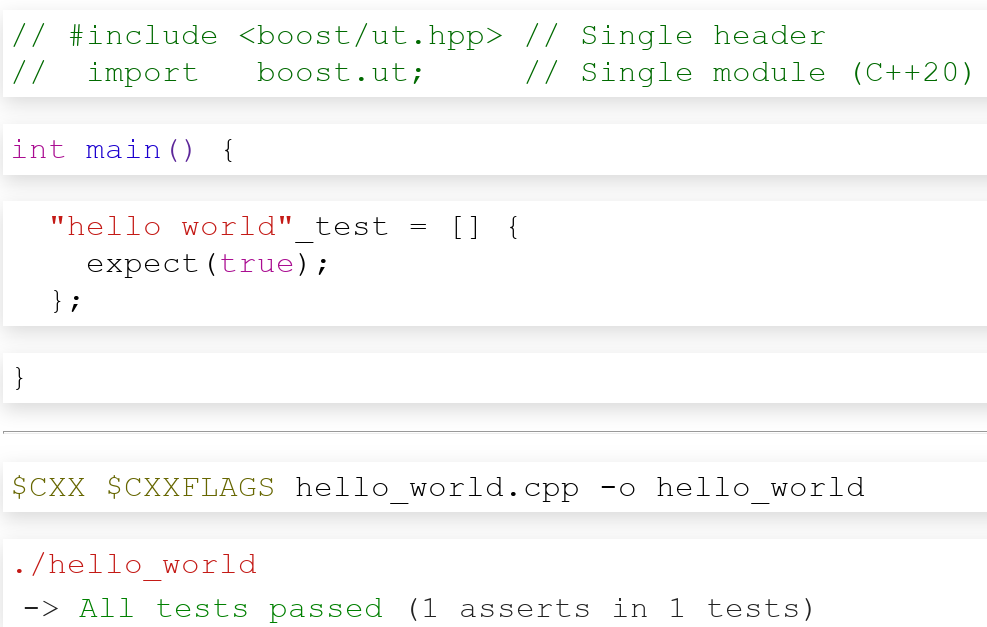 // #include <boost/ut.hpp> // Single header
//  import   boost.ut;     // Single module (C++20)
int main() {
  "hello world"_test = [] {
    expect(true);
  };
}
$CXX $CXXFLAGS hello_world.cpp -o hello_world
./hello_world
-> All tests passed (1 asserts in 1 tests)